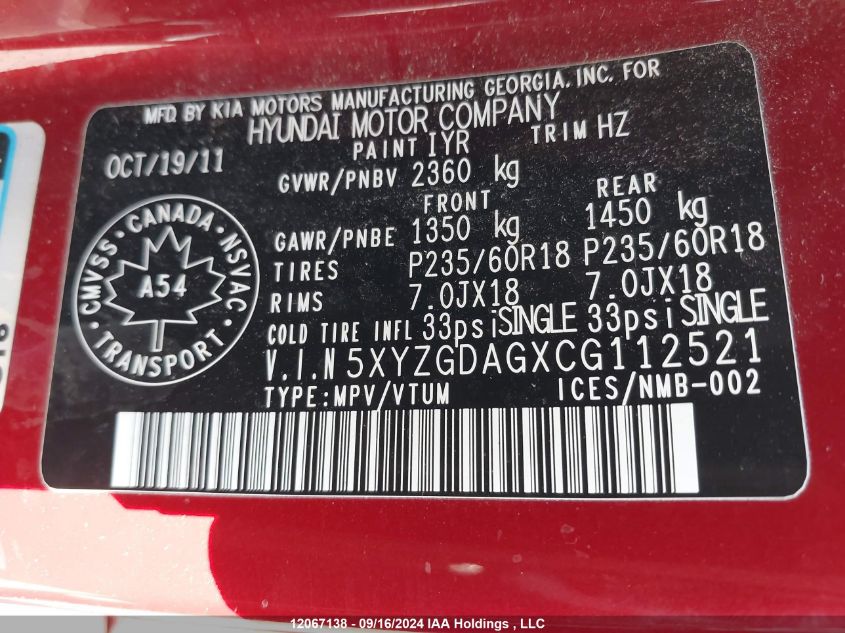 MFD. BY KIA MOTORS MANUFACTURING GEORGIA. INC. FOR
HYUNDAI MOTOR COMPANY
OCT/19/11 PAINT IYR TRIM HZ
GVWR/PNBV 2360 kg
FRONT REAR
GAWR/PNBE 1350 kg 1450 kg
TIRES P235/60R18 P235/60R18
RIMS 7.0JX18 7.0JX18
COLD TIRE INFL 33psi SINGLE 33psi SINGLE
V.I.N 5XYZGDAGXCG112521
TYPE:MPV/VTUM ICES/NMB-002
CMVSS · CANADA · NSVAC · TRANSPORT ·
A54
12067138 - 09/16/2024 IAA Holdings , LLC